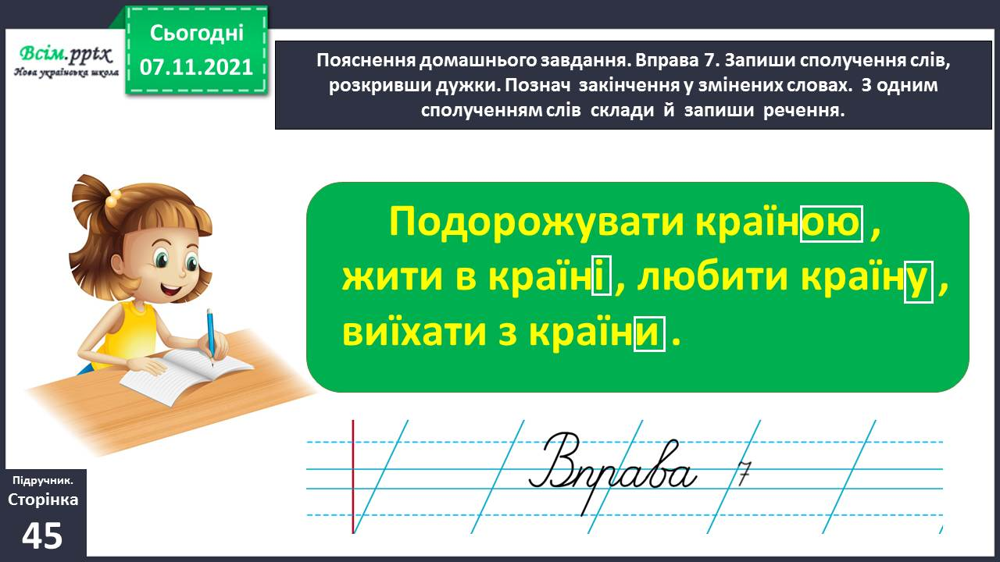 Сьогодні
07.11.2021
Всім.pptx
Нова українська школа
Пояснення домашнього завдання. Вправа 7. Запиши сполучення слів,
розкривши дужки. Познач закінчення у змінених словах. З одним
сполученням слів склади й запиши речення.
Подорожувати країною ,
жити в країні , любити країну ,
виїхати з країни .
Вправа 7
Підручник.
Сторінка
45